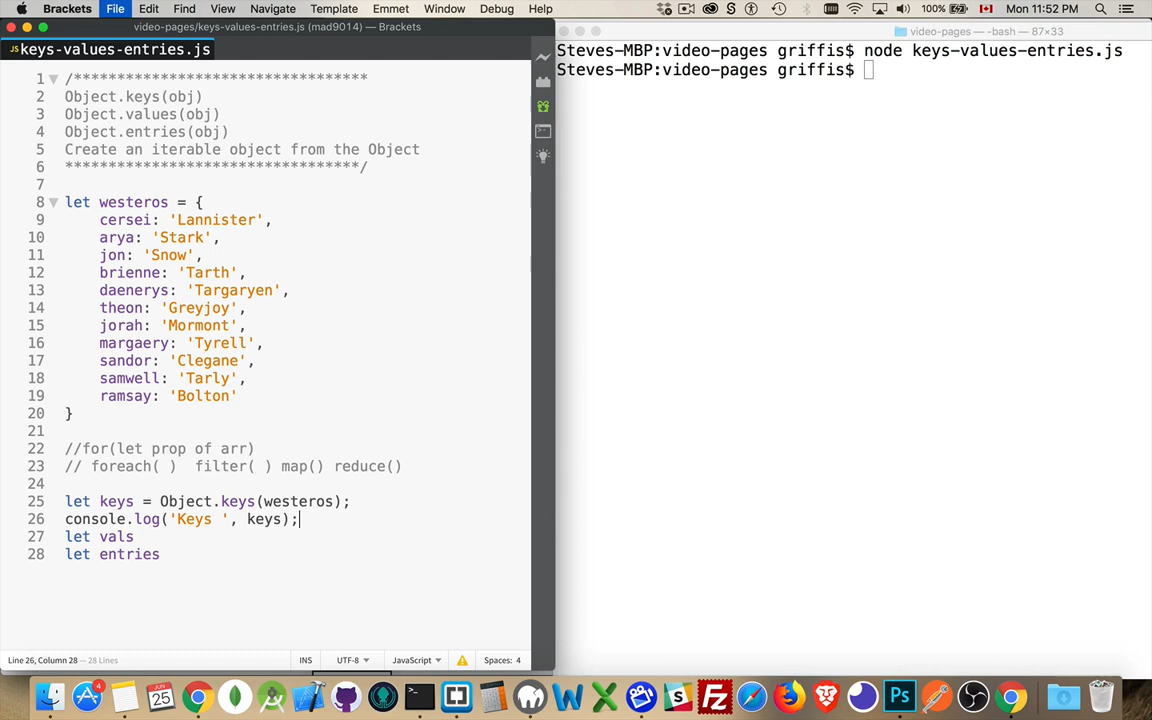 Brackets File Edit Find View Navigate Template Emmet Window Debug Help 100% Mon 11:52 PM
video-pages/keys-values-entries.js (mad9014) — Brackets
video-pages — -bash — 87×33
JS keys-values-entries.js
Steves-MBP:video-pages griffis$ node keys-values-entries.js
Steves-MBP:video-pages griffis$
1 /**********************************
2 Object.keys(obj)
3 Object.values(obj)
4 Object.entries(obj)
5 Create an iterable object from the Object
6 **********************************/
7
8 let westeros = {
9 cersei: 'Lannister',
10 arya: 'Stark',
11 jon: 'Snow',
12 brienne: 'Tarth',
13 daenerys: 'Targaryen',
14 theon: 'Greyjoy',
15 jorah: 'Mormont',
16 margaery: 'Tyrell',
17 sandor: 'Clegane',
18 samwell: 'Tarly',
19 ramsay: 'Bolton'
20 }
21
22 //for(let prop of arr)
23 // foreach( ) filter( ) map() reduce()
24
25 let keys = Object.keys(westeros);
26 console.log('Keys ', keys);
27 let vals
28 let entries
Line 26, Column 28 — 28 Lines INS UTF-8 JavaScript Spaces: 4